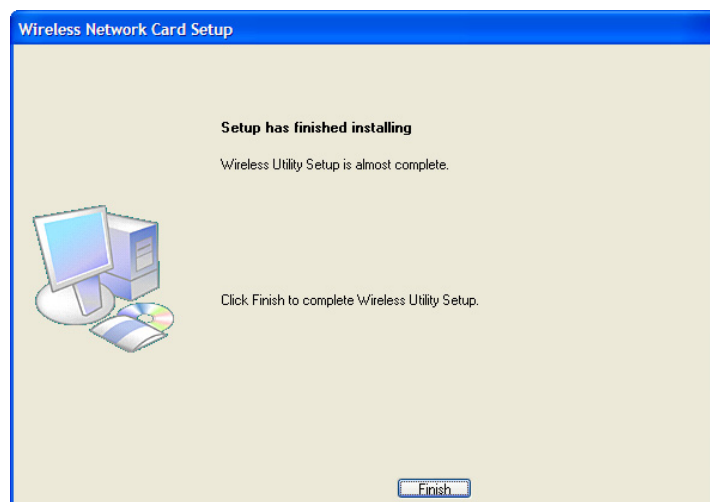 Wireless Network Card Setup
Setup has finished installing
Wireless Utility Setup is almost complete.
Click Finish to complete Wireless Utility Setup.
Finish